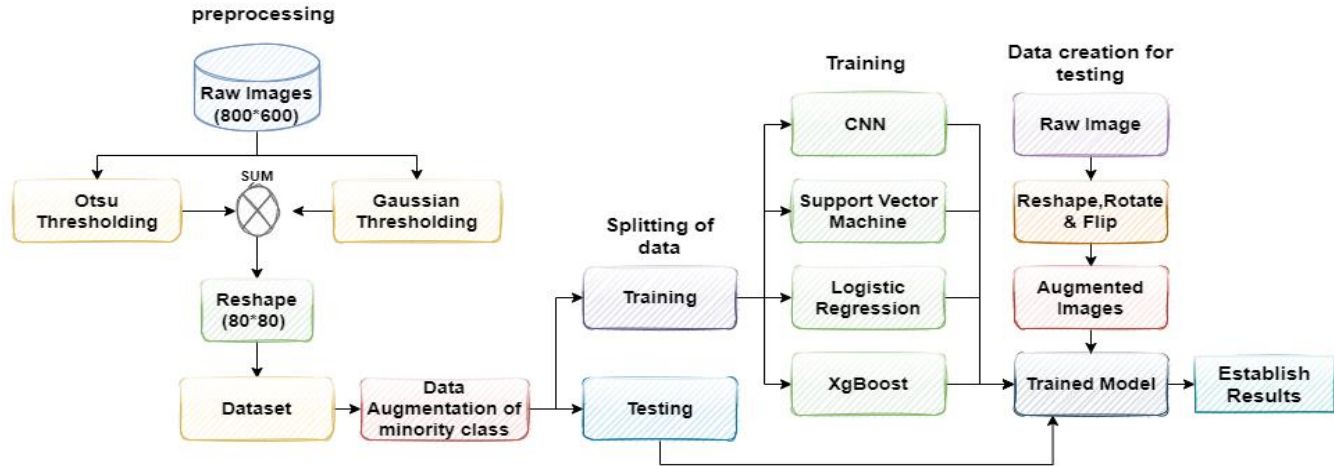 preprocessing
Raw Images
(800*600)
Otsu
Thresholding
SUM
Gaussian
Thresholding
Reshape
(80*80)
Dataset
Data
Augmentation of
minority class
Splitting of
data
Training
Testing
Training
CNN
Support Vector
Machine
Logistic
Regression
XgBoost
Data creation for
testing
Raw Image
Reshape,Rotate
& Flip
Augmented
Images
Trained Model
Establish
Results